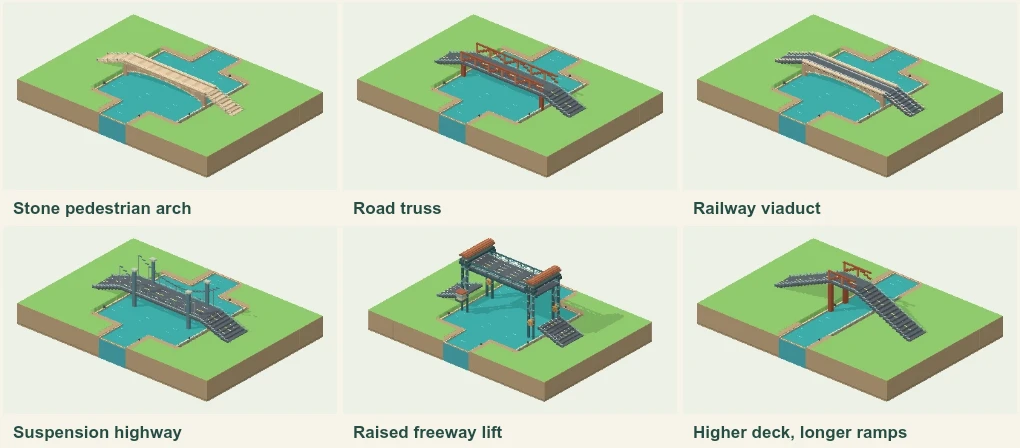 Stone pedestrian arch
Road truss
Railway viaduct
Suspension highway
Raised freeway lift
Higher deck, longer ramps